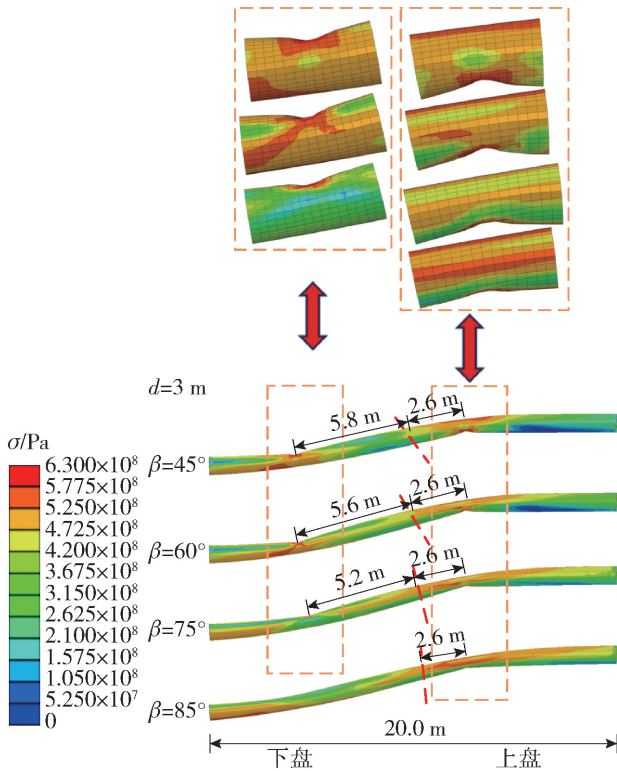 d=3 m
σ/Pa
6.300×10⁸
5.775×10⁸
5.250×10⁸
4.725×10⁸
4.200×10⁸
3.675×10⁸
3.150×10⁸
2.625×10⁸
2.100×10⁸
1.575×10⁸
1.050×10⁸
5.250×10⁷
0
β=45°
5.8 m
2.6 m
β=60°
5.6 m
2.6 m
β=75°
5.2 m
2.6 m
β=85°
2.6 m
20.0 m
下盘 上盘